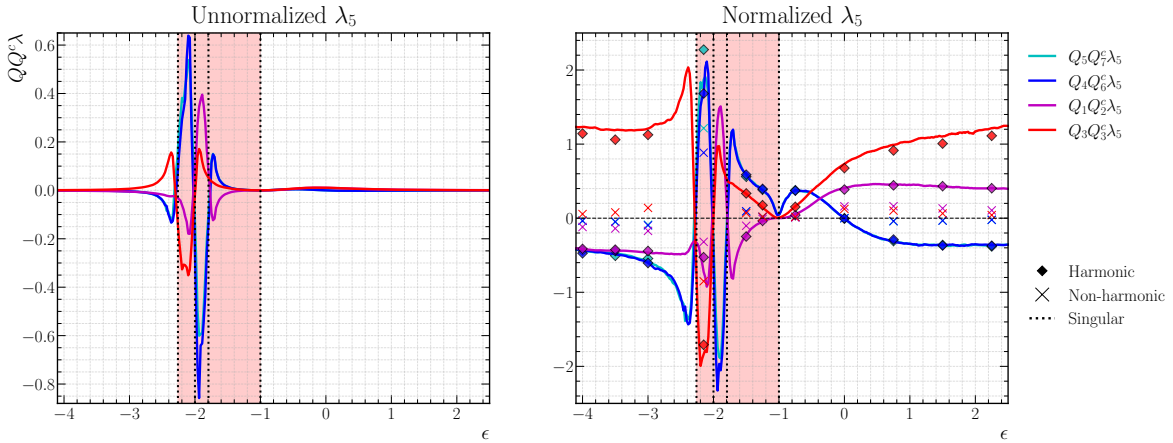 Unnormalized λ₅
QQᶜλ
0.6
0.4
0.2
0.0
−0.2
−0.4
−0.6
−0.8
−4
−3
−2
−1
0
1
2
ϵ
Normalized λ₅
2
1
0
−1
−2
−4
−3
−2
−1
0
1
2
ϵ
Q₅Q₇ᶜλ₅
Q₄Q₆ᶜλ₅
Q₁Q₂ᶜλ₅
Q₃Q₃ᶜλ₅
Harmonic
Non-harmonic
Singular